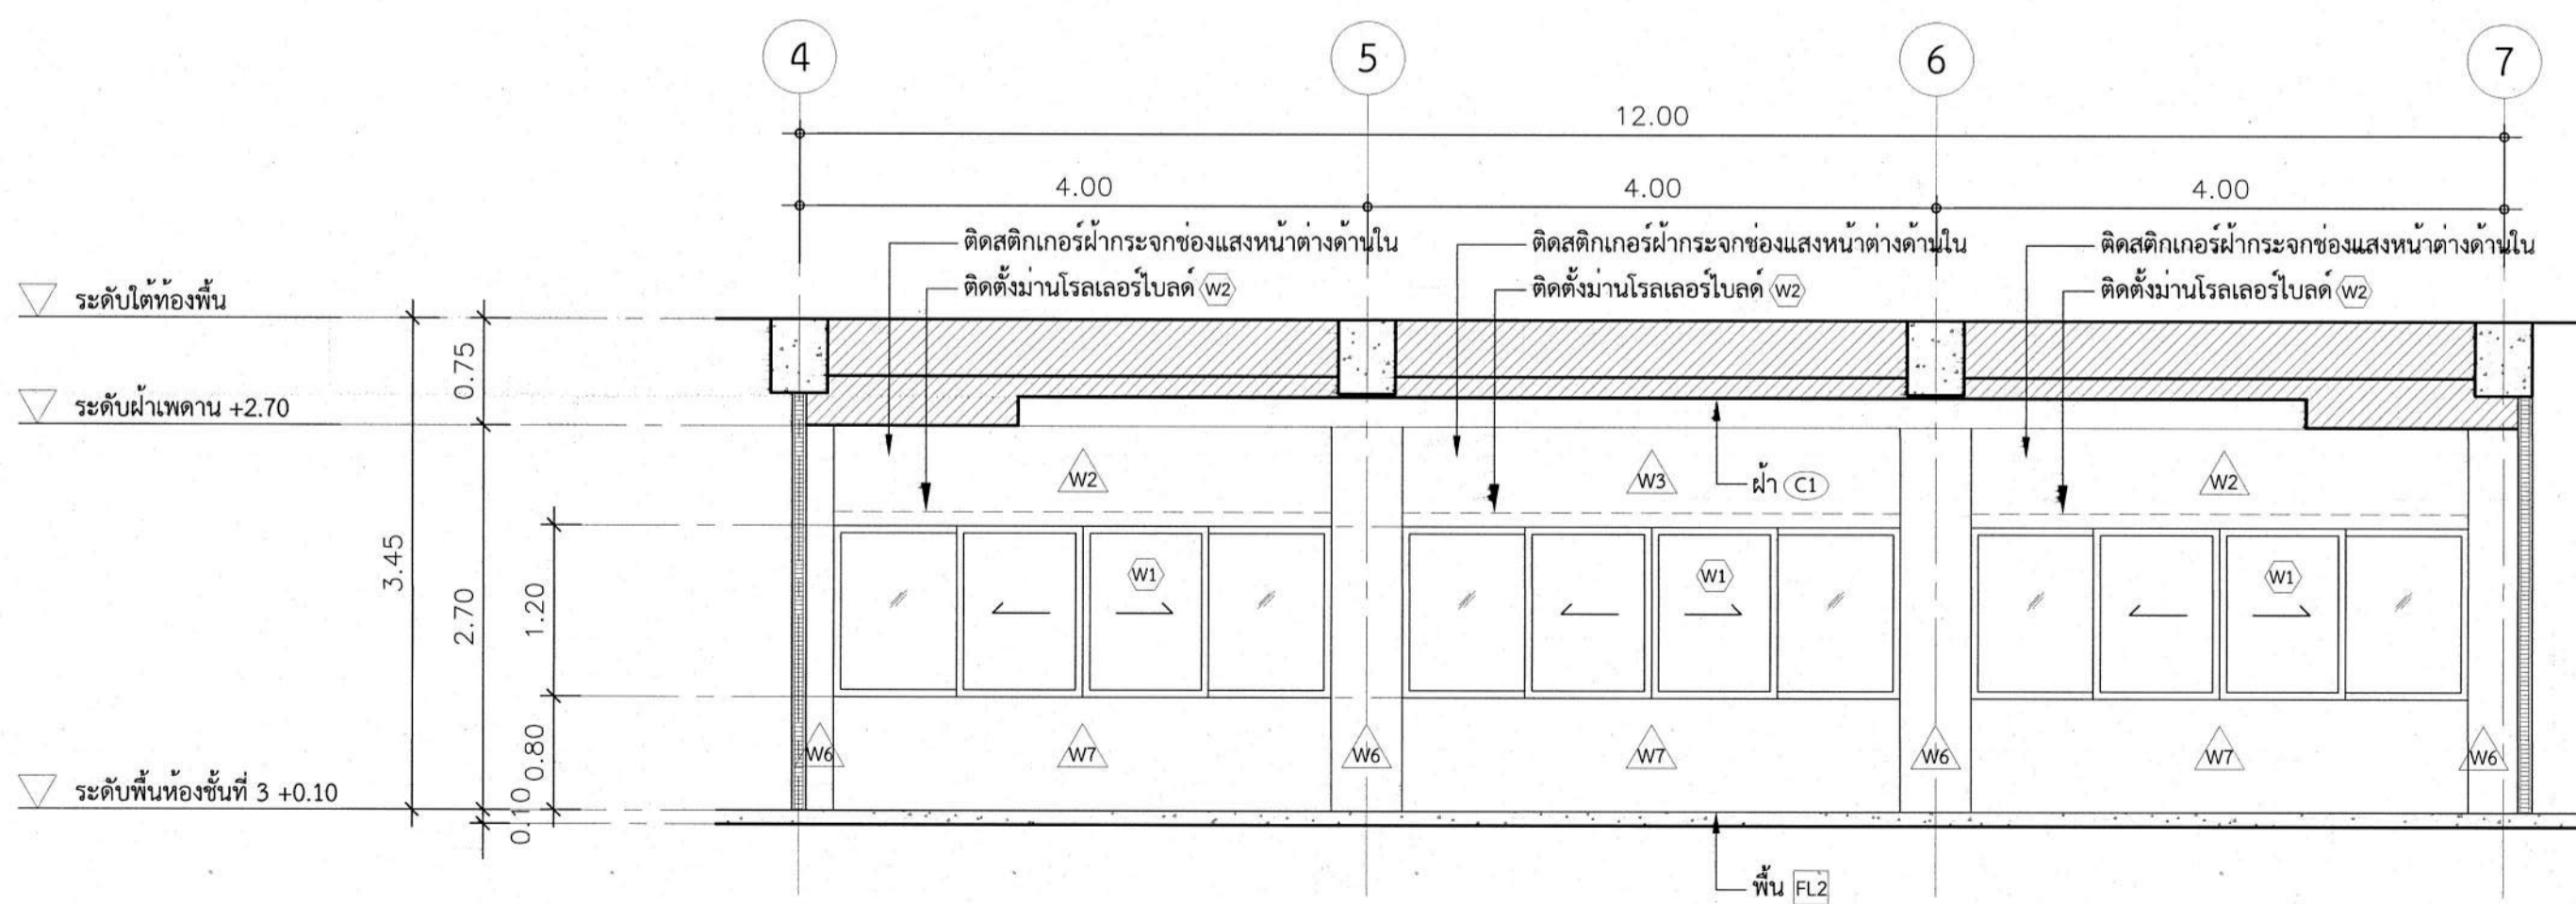 4 5 6 7
12.00
4.00 4.00 4.00
ติดสติกเกอร์ฝ้ากระจกช่องแสงหน้าต่างด้านใน ติดสติกเกอร์ฝ้ากระจกช่องแสงหน้าต่างด้านใน ติดสติกเกอร์ฝ้ากระจกช่องแสงหน้าต่างด้านใน
ติดตั้งม่านโรลเลอร์ไบลด์ W2 ติดตั้งม่านโรลเลอร์ไบลด์ W2 ติดตั้งม่านโรลเลอร์ไบลด์ W2
ระดับใต้ท้องพื้น
0.75
ระดับฝ้าเพดาน +2.70
W2 W3 ฝ้า C1 W2
3.45
2.70
1.20
W1 W1 W1
0.80
W6 W7 W6 W7 W6 W7 W6
ระดับพื้นห้องชั้นที่ 3 +0.10
0.10
พื้น FL2